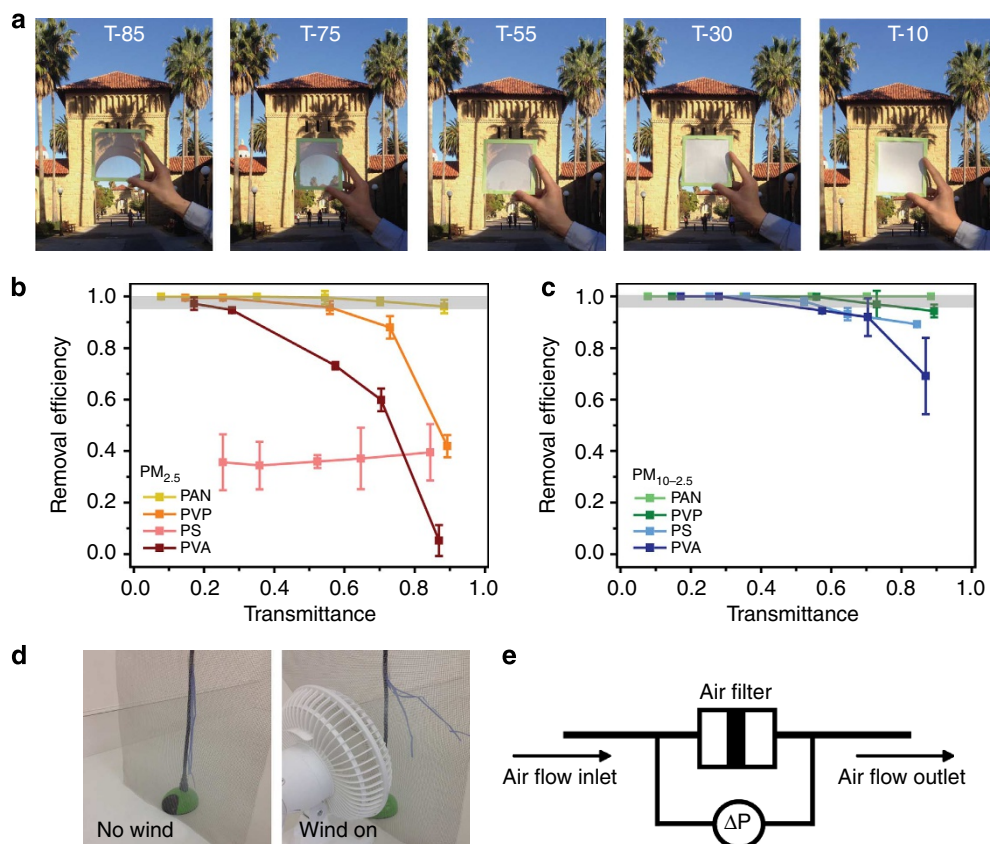 a
T-85
T-75
T-55
T-30
T-10
b
Removal efficiency
1.0
0.8
0.6
0.4
0.2
0.0
PM2.5
PAN
PVP
PS
PVA
0.0 0.2 0.4 0.6 0.8 1.0
Transmittance
c
Removal efficiency
1.0
0.8
0.6
0.4
0.2
0.0
PM10–2.5
PAN
PVP
PS
PVA
0.0 0.2 0.4 0.6 0.8 1.0
Transmittance
d
No wind
Wind on
e
Air filter
Air flow inlet
Air flow outlet
ΔP